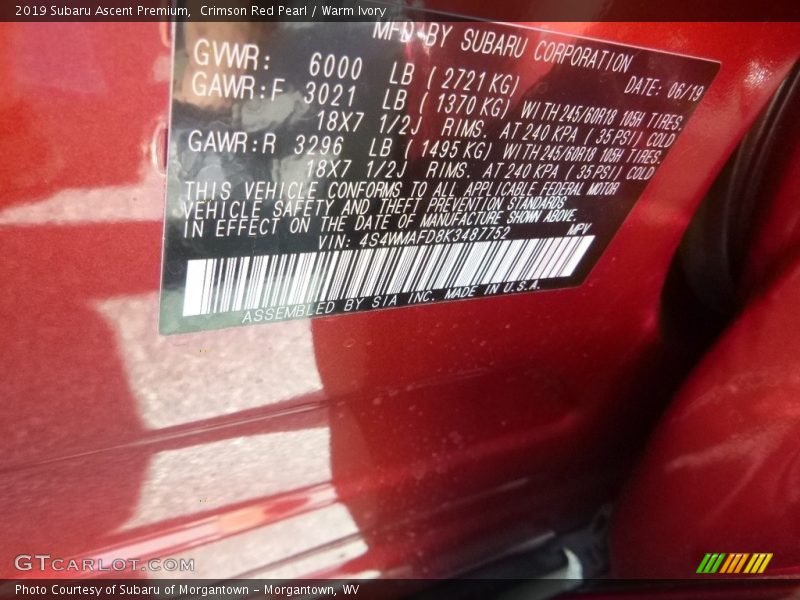 2019 Subaru Ascent Premium, Crimson Red Pearl / Warm Ivory
MFD BY SUBARU CORPORATION
GVWR: 6000 LB (2721 KG) DATE: 06/19
GAWR:F 3021 LB (1370 KG) WITH 245/60R18 105H TIRES.
18X7 1/2J RIMS. AT 240 KPA (35PSI) COLD
GAWR:R 3296 LB (1495 KG) WITH 245/60R18 105H TIRES.
18X7 1/2J RIMS. AT 240 KPA (35PSI) COLD
THIS VEHICLE CONFORMS TO ALL APPLICABLE FEDERAL MOTOR
VEHICLE SAFETY AND THEFT PREVENTION STANDARDS
IN EFFECT ON THE DATE OF MANUFACTURE SHOWN ABOVE.
VIN: 4S4WMAFD8K3487752 MPV
ASSEMBLED BY SIA INC. MADE IN U.S.A.
GTCARLOT.COM
Photo Courtesy of Subaru of Morgantown - Morgantown, WV